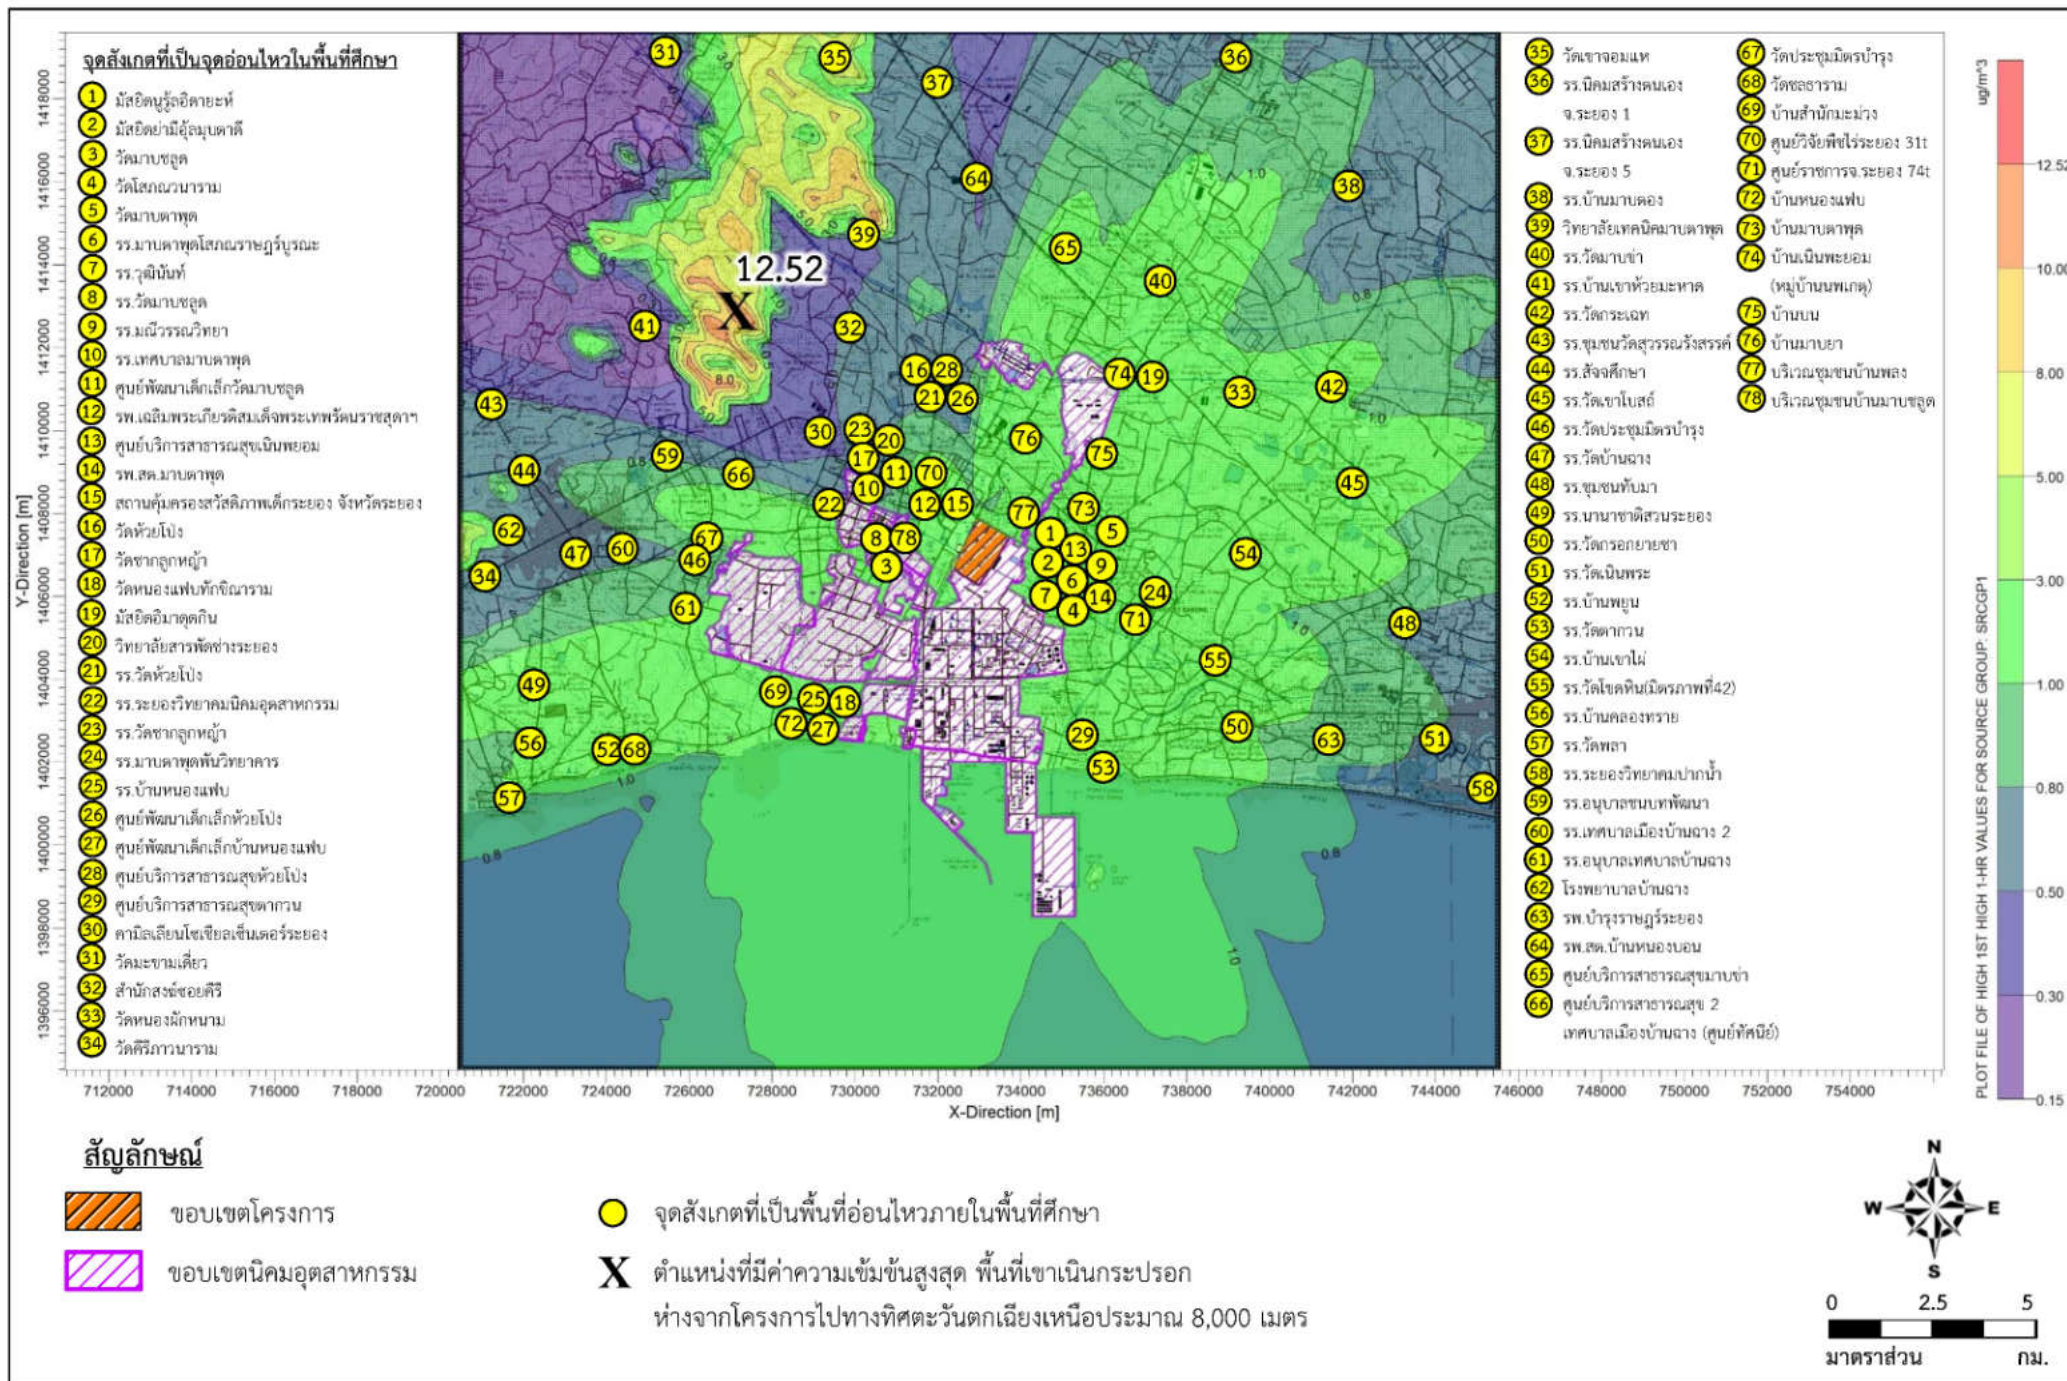 จุดสังเกตที่เป็นจุดอ่อนไหวในพื้นที่ศึกษา
1 มัสยิดนูรุ้ลฮิดายะห์
2 มัสยิดย่ามีอุ้ลมุบตาดี
3 วัดมาบชลูด
4 วัดโสภณวนาราม
5 วัดมาบตาพุด
6 รร.มาบตาพุดโสภณราษฎร์บูรณะ
7 รร.วุฒินันท์
8 รร.วัดมาบชลูด
9 รร.มณีวรรณวิทยา
10 รร.เทศบาลมาบตาพุด
11 ศูนย์พัฒนาเด็กเล็กวัดมาบชลูด
12 รพ.เฉลิมพระเกียรติสมเด็จพระเทพรัตนราชสุดาฯ
13 ศูนย์บริการสาธารณสุขเนินพยอม
14 รพ.สต.มาบตาพุด
15 สถานคุ้มครองสวัสดิภาพเด็กระยอง จังหวัดระยอง
16 วัดห้วยโป่ง
17 วัดชากลูกหญ้า
18 วัดหนองแฟบทักขิณาราม
19 มัสยิดอิมาดุดดีน
20 วิทยาลัยสารพัดช่างระยอง
21 รร.วัดห้วยโป่ง
22 รร.ระยองวิทยาคมนิคมอุตสาหกรรม
23 รร.วัดชากลูกหญ้า
24 รร.มาบตาพุดพันวิทยาคาร
25 รร.บ้านหนองแฟบ
26 ศูนย์พัฒนาเด็กเล็กห้วยโป่ง
27 ศูนย์พัฒนาเด็กเล็กบ้านหนองแฟบ
28 ศูนย์บริการสาธารณสุขห้วยโป่ง
29 ศูนย์บริการสาธารณสุขตากวน
30 คามิลเลียนโซเชียลเซ็นเตอร์ระยอง
31 วัดมะขามเดี่ยว
32 สำนักสงฆ์ซอยคีรี
33 วัดหนองผักหนาม
34 วัดคีรีภาวนาราม
35 วัดเขาจอมแห
36 รร.นิคมสร้างตนเอง
จ.ระยอง 1
37 รร.นิคมสร้างตนเอง
จ.ระยอง 5
38 รร.บ้านมาบตอง
39 วิทยาลัยเทคนิคมาบตาพุด
40 รร.วัดมาบข่า
41 รร.บ้านเขาห้วยมะหาด
42 รร.วัดกระเฉท
43 รร.ชุมชนวัดสุวรรณรังสรรค์
44 รร.สัจจศึกษา
45 รร.วัดเขาโบสถ์
46 รร.วัดประชุมมิตรบำรุง
47 รร.วัดบ้านฉาง
48 รร.ชุมชนทับมา
49 รร.นานาชาติสวนระยอง
50 รร.วัดกรอกยายชา
51 รร.วัดเนินพระ
52 รร.บ้านพยูน
53 รร.วัดตากวน
54 รร.บ้านเขาไผ่
55 รร.วัดโขดหิน(มิตรภาพที่42)
56 รร.บ้านคลองทราย
57 รร.วัดพลา
58 รร.ระยองวิทยาคมปากน้ำ
59 รร.อนุบาลชนบทพัฒนา
60 รร.เทศบาลเมืองบ้านฉาง 2
61 รร.อนุบาลเทศบาลบ้านฉาง
62 โรงพยาบาลบ้านฉาง
63 รพ.บำรุงราษฎร์ระยอง
64 รพ.สต.บ้านหนองบอน
65 ศูนย์บริการสาธารณสุขมาบข่า
66 ศูนย์บริการสาธารณสุข 2
เทศบาลเมืองบ้านฉาง (ศูนย์ทัศนีย์)
67 วัดประชุมมิตรบำรุง
68 วัดชลธาราม
69 บ้านสำนักมะม่วง
70 ศูนย์วิจัยพืชไร่ระยอง 31t
71 ศูนย์ราชการจ.ระยอง 74t
72 บ้านหนองแฟบ
73 บ้านมาบตาพุด
74 บ้านเนินพะยอม
(หมู่บ้านนพเกตุ)
75 บ้านบน
76 บ้านมาบยา
77 บริเวณชุมชนบ้านพลง
78 บริเวณชุมชนบ้านมาบชลูด
12.52
X
Y-Direction [m]
1418000
1416000
1414000
1412000
1410000
1408000
1406000
1404000
1402000
1400000
1398000
1396000
712000 714000 716000 718000 720000 722000 724000 726000 728000 730000 732000 734000 736000 738000 740000 742000 744000 746000 748000 750000 752000 754000
X-Direction [m]
ug/m^3
PLOT FILE OF HIGH 1ST HIGH 1-HR VALUES FOR SOURCE GROUP: SRCGP1
12.52
10.00
8.00
5.00
3.00
1.00
0.80
0.50
0.30
0.15
สัญลักษณ์
ขอบเขตโครงการ
ขอบเขตนิคมอุตสาหกรรม
จุดสังเกตที่เป็นพื้นที่อ่อนไหวภายในพื้นที่ศึกษา
X ตำแหน่งที่มีค่าความเข้มข้นสูงสุด พื้นที่เขาเนินกระปรอก
ห่างจากโครงการไปทางทิศตะวันตกเฉียงเหนือประมาณ 8,000 เมตร
N
W E
S
0 2.5 5
มาตราส่วน กม.